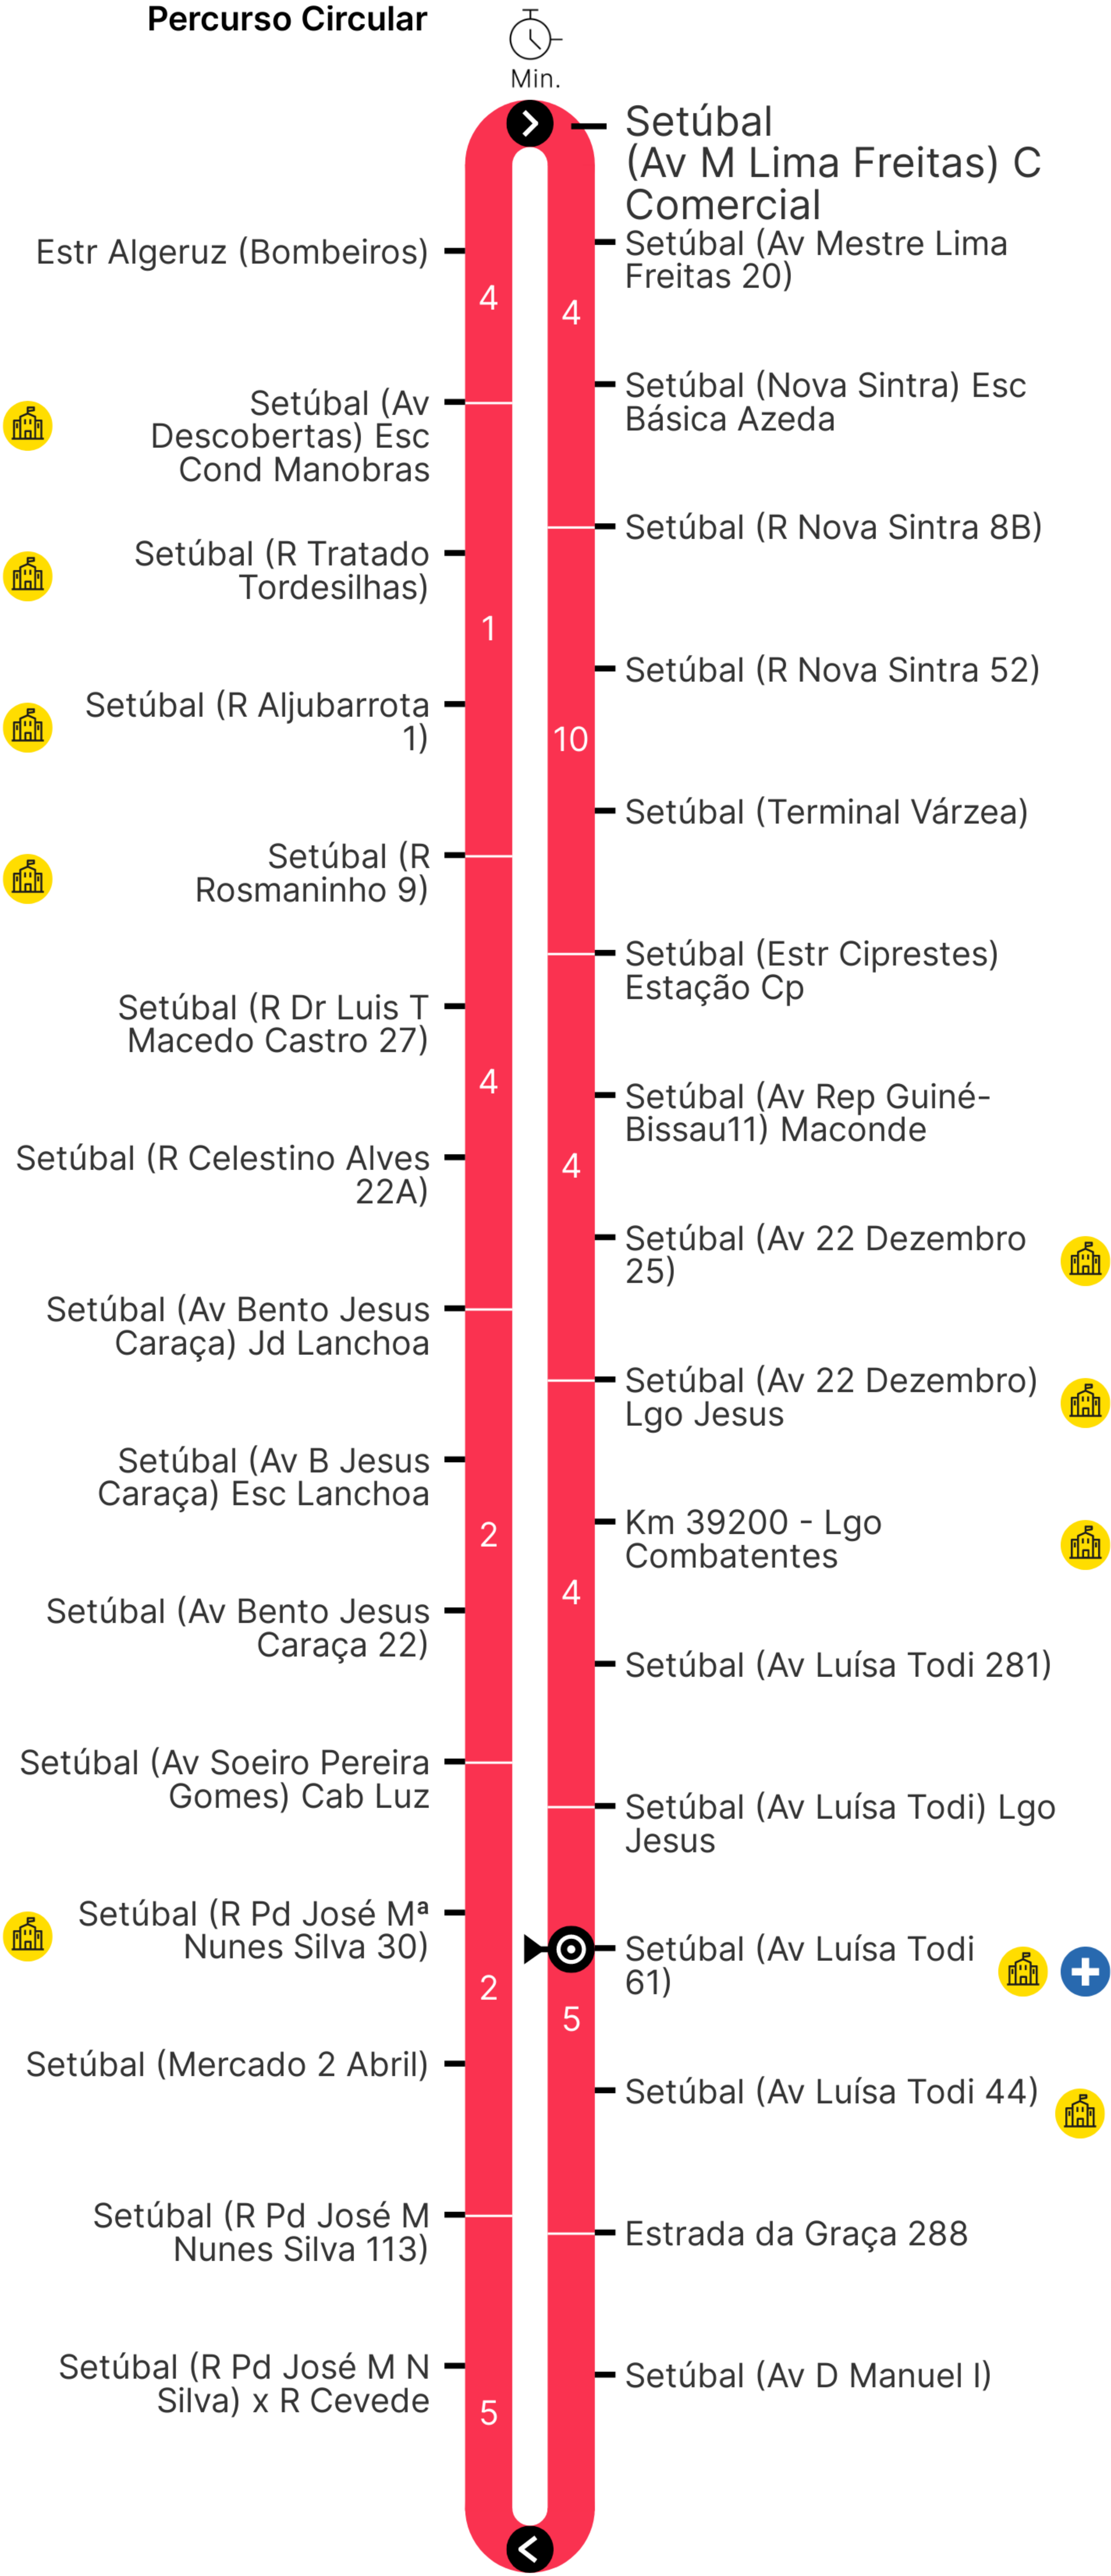 Percurso Circular
Min.
Setúbal
(Av M Lima Freitas) C
Comercial
Setúbal (Av Mestre Lima
Freitas 20)
4
Setúbal (Nova Sintra) Esc
Básica Azeda
Setúbal (R Nova Sintra 8B)
Setúbal (R Nova Sintra 52)
10
Setúbal (Terminal Várzea)
Setúbal (Estr Ciprestes)
Estação Cp
Setúbal (Av Rep Guiné-
Bissau11) Maconde
4
Setúbal (Av 22 Dezembro
25)
Setúbal (Av 22 Dezembro)
Lgo Jesus
Km 39200 - Lgo
Combatentes
4
Setúbal (Av Luísa Todi 281)
Setúbal (Av Luísa Todi) Lgo
Jesus
Setúbal (Av Luísa Todi
61)
5
Setúbal (Av Luísa Todi 44)
Estrada da Graça 288
Setúbal (Av D Manuel I)
Estr Algeruz (Bombeiros)
4
Setúbal (Av
Descobertas) Esc
Cond Manobras
Setúbal (R Tratado
Tordesilhas)
1
Setúbal (R Aljubarrota
1)
Setúbal (R
Rosmaninho 9)
Setúbal (R Dr Luis T
Macedo Castro 27)
4
Setúbal (R Celestino Alves
22A)
Setúbal (Av Bento Jesus
Caraça) Jd Lanchoa
Setúbal (Av B Jesus
Caraça) Esc Lanchoa
2
Setúbal (Av Bento Jesus
Caraça 22)
Setúbal (Av Soeiro Pereira
Gomes) Cab Luz
Setúbal (R Pd José Mª
Nunes Silva 30)
2
Setúbal (Mercado 2 Abril)
Setúbal (R Pd José M
Nunes Silva 113)
Setúbal (R Pd José M N
Silva) x R Cevede
5